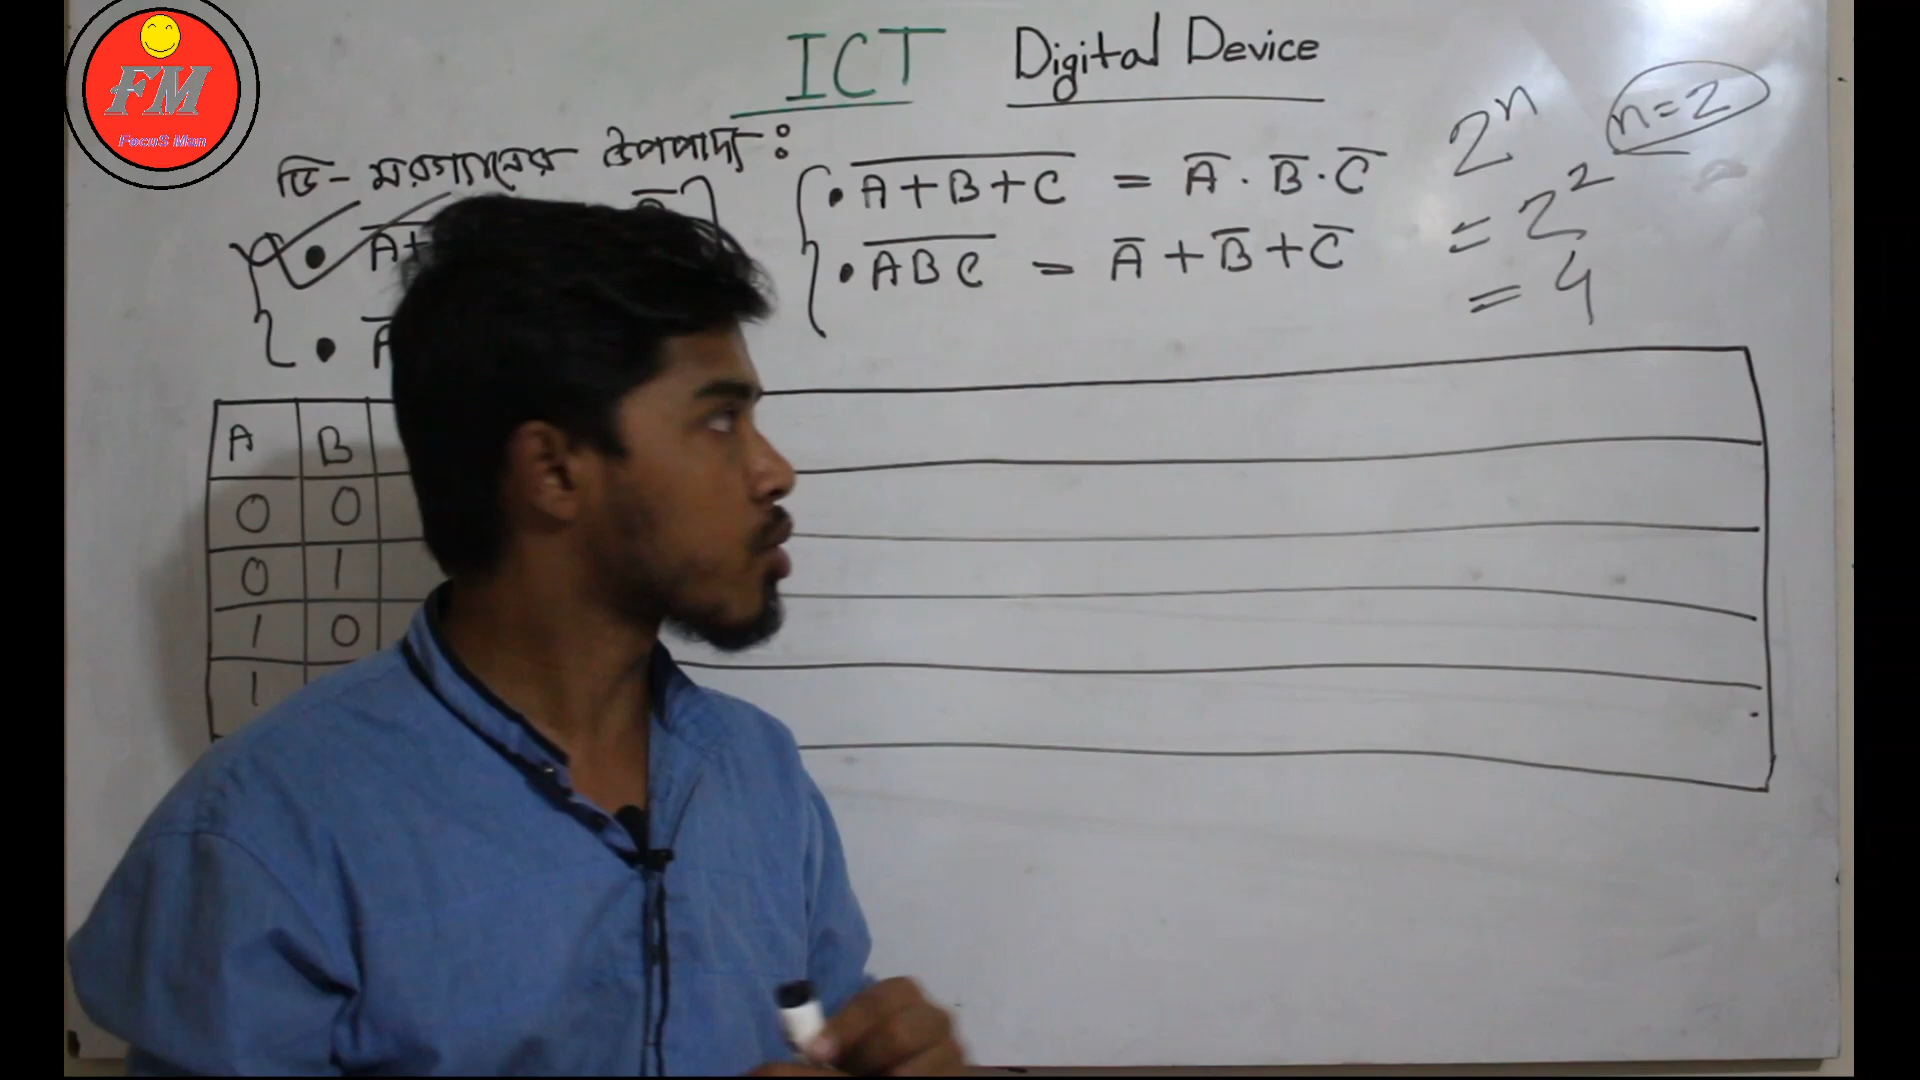 FM
FocuS Man
ICT Digital Device
ডি-মরগ্যানের উপপাদ্য :
2ⁿ n=2
• A̅ ̅+̅ ̅B̅ ̅+̅ ̅C̅ = A̅ . B̅ . C̅
= 2²
• A̅+
• A̅B̅C̅ = A̅ + B̅ + C̅
= 4
• A̅
A B
0 0
0 1
1 0
1